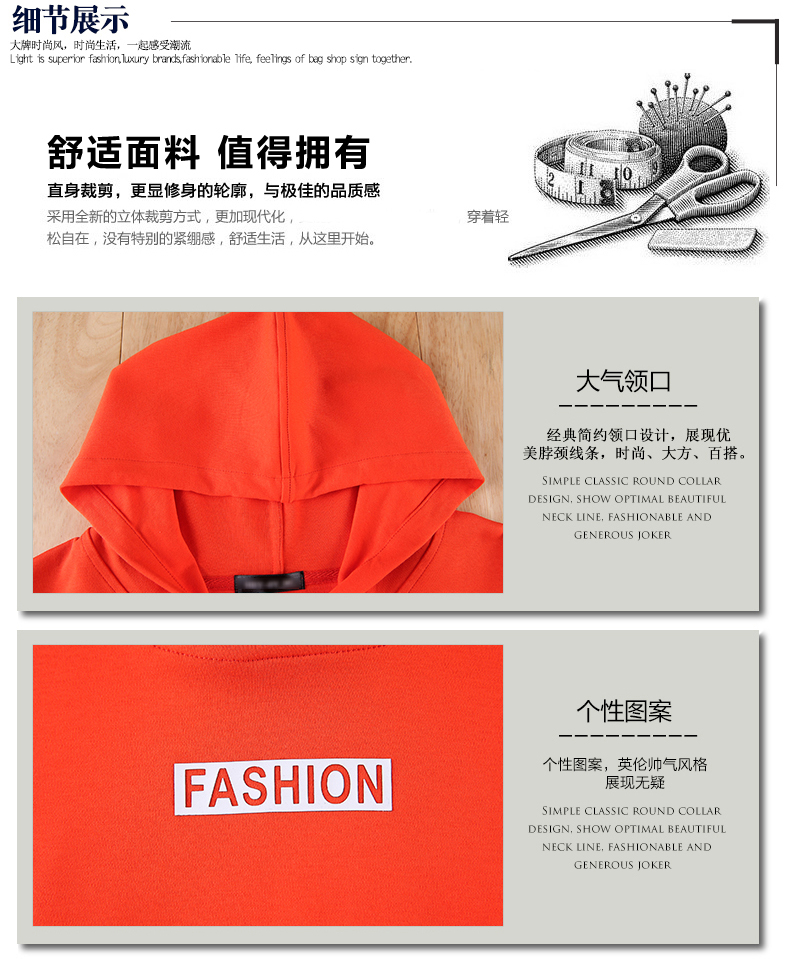 细节展示
大牌时尚风，时尚生活，一起感受潮流
Light is superior fashion,luxury brands,fashionable life, feelings of bag shop sign together.
舒适面料 值得拥有
直身裁剪，更显修身的轮廓，与极佳的品质感
采用全新的立体裁剪方式，更加现代化， 穿着轻
松自在，没有特别的紧绷感，舒适生活，从这里开始。
2 1 11 10 9 8
大气领口
经典简约领口设计，展现优
美脖颈线条，时尚、大方、百搭。
SIMPLE CLASSIC ROUND COLLAR
DESIGN, SHOW OPTIMAL BEAUTIFUL
NECK LINE, FASHIONABLE AND
GENEROUS JOKER
FASHION
个性图案
个性图案，英伦帅气风格
展现无疑
SIMPLE CLASSIC ROUND COLLAR
DESIGN, SHOW OPTIMAL BEAUTIFUL
NECK LINE, FASHIONABLE AND
GENEROUS JOKER